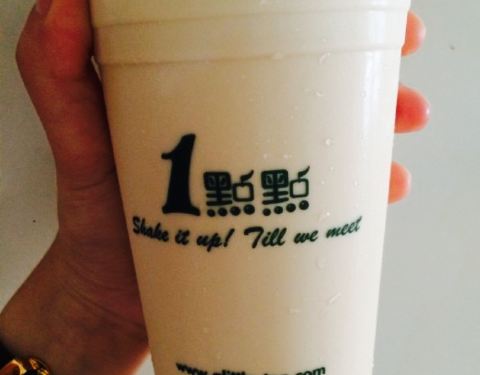 1點點
Shake it up! Till we meet